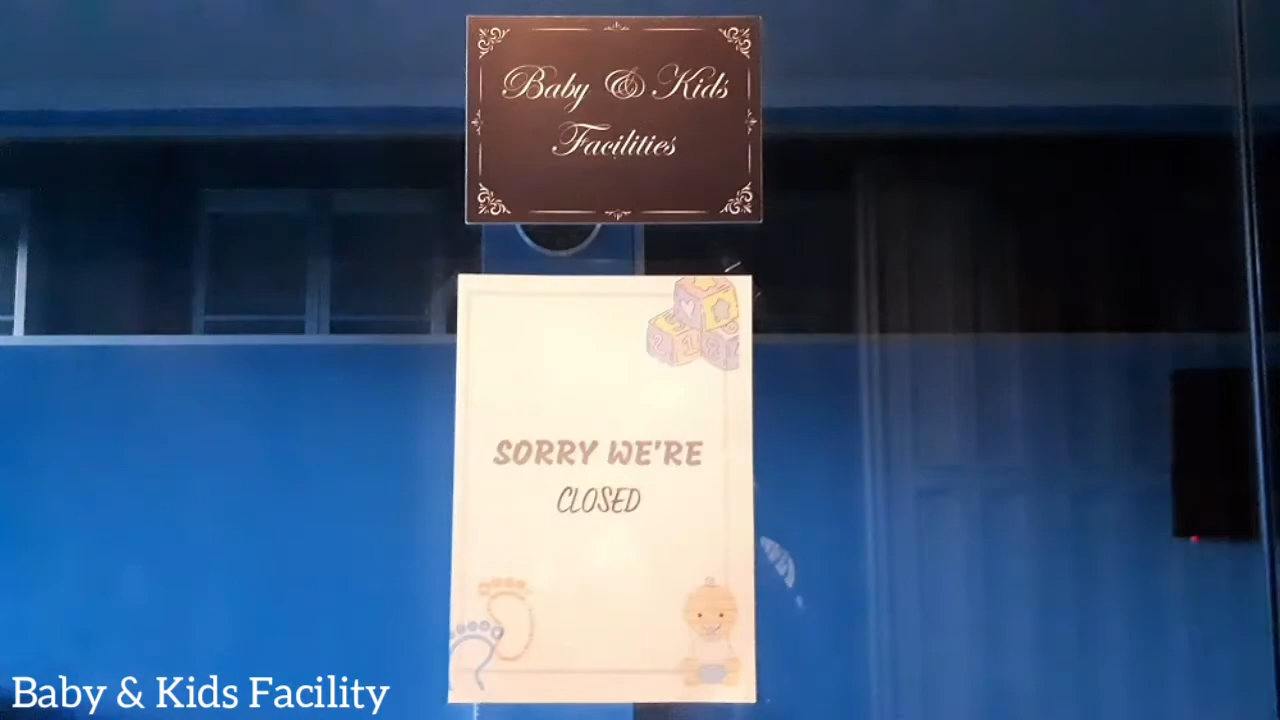 Baby & Kids
Facilities
SORRY WE'RE
CLOSED
Baby & Kids Facility